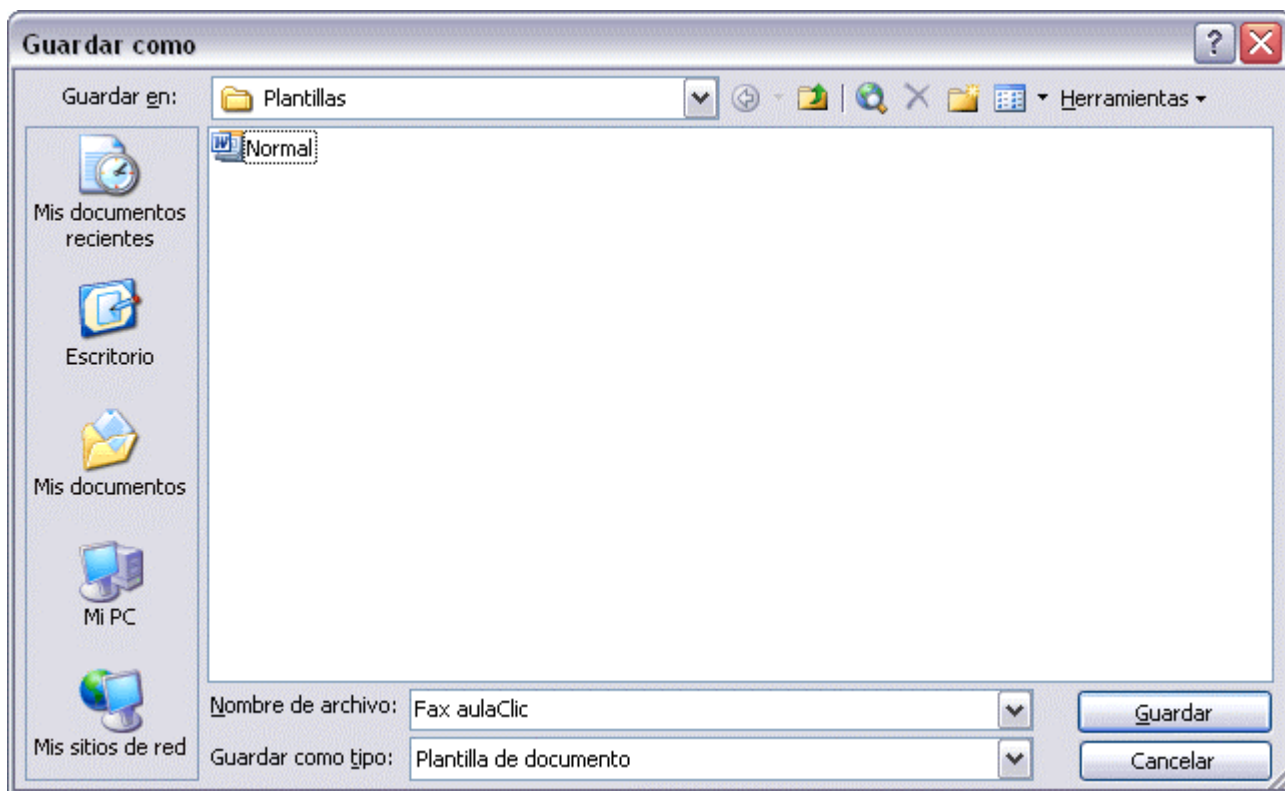 Guardar como
Guardar en:
Plantillas
Herramientas
Normal
Mis documentos
recientes
Escritorio
Mis documentos
Mi PC
Mis sitios de red
Nombre de archivo:
Fax aulaClic
Guardar
Guardar como tipo:
Plantilla de documento
Cancelar